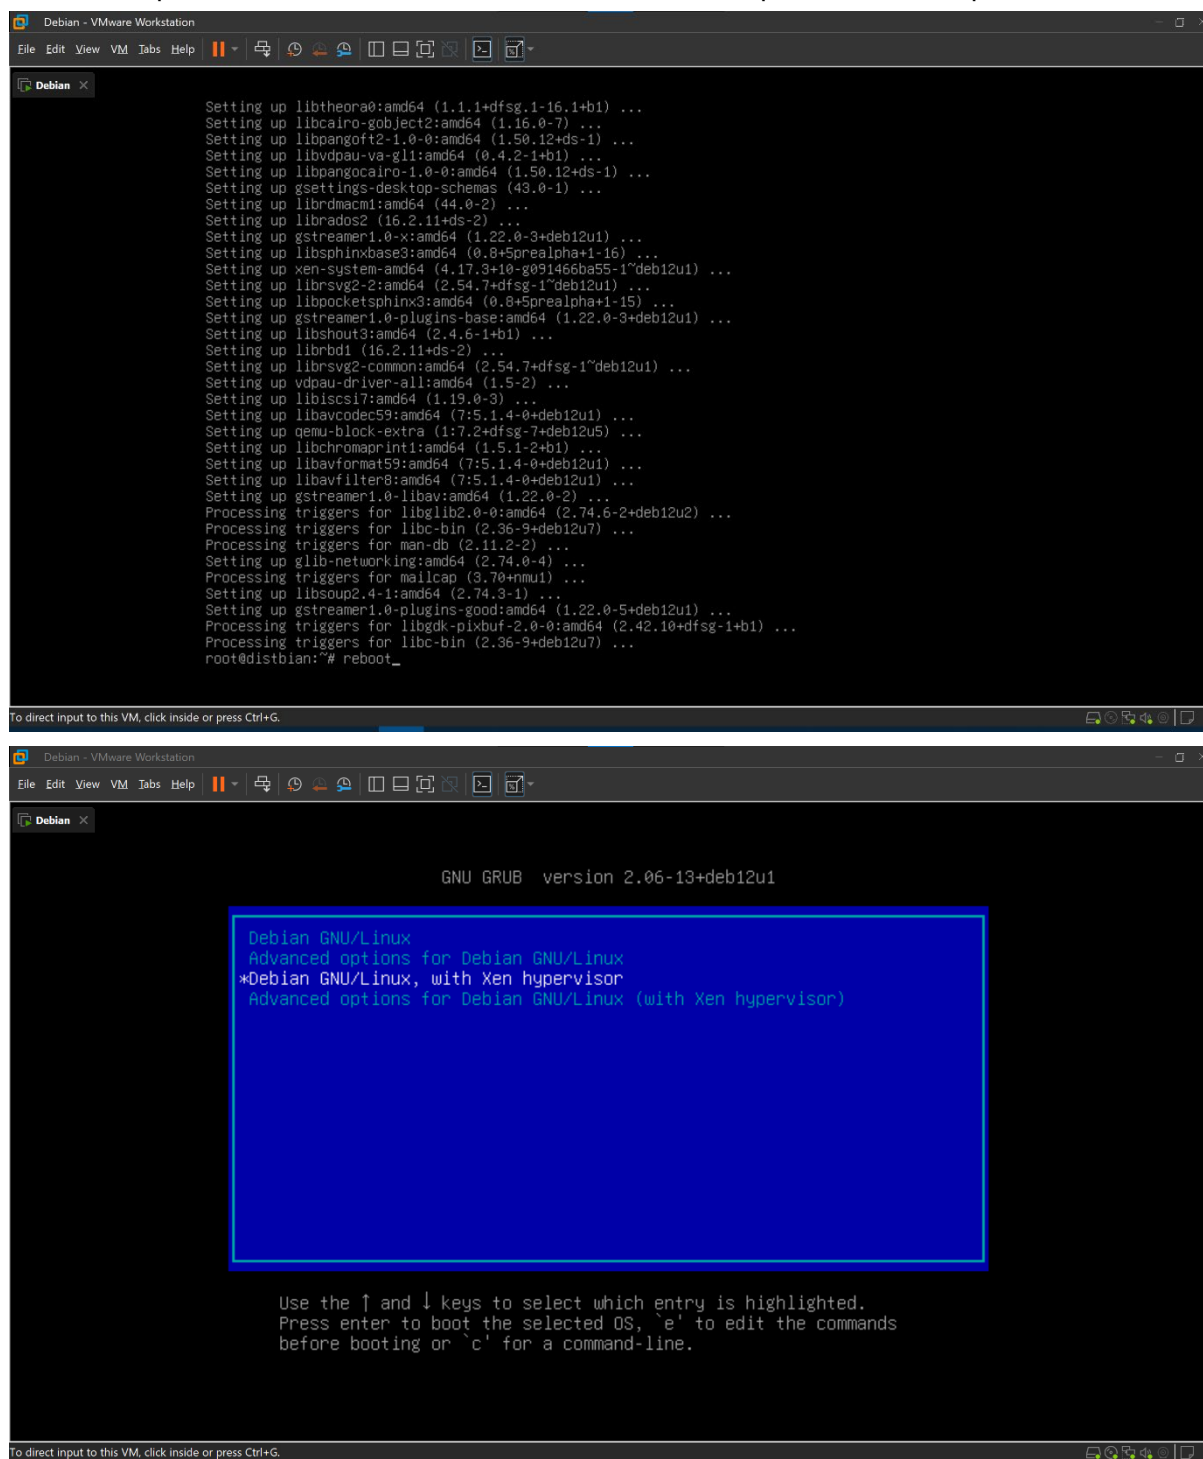 Debian - VMware Workstation
File Edit View VM Tabs Help
Debian
Setting up libtheora0:amd64 (1.1.1+dfsg.1-16.1+b1) ...
Setting up libcairo-gobject2:amd64 (1.16.0-7) ...
Setting up libpangoft2-1.0-0:amd64 (1.50.12+ds-1) ...
Setting up libvdpau-va-gl1:amd64 (0.4.2-1+b1) ...
Setting up libpangocairo-1.0-0:amd64 (1.50.12+ds-1) ...
Setting up gsettings-desktop-schemas (43.0-1) ...
Setting up librdmacm1:amd64 (44.0-2) ...
Setting up librados2 (16.2.11+ds-2) ...
Setting up gstreamer1.0-x:amd64 (1.22.0-3+deb12u1) ...
Setting up libsphinxbase3:amd64 (0.8+5prealpha+1-16) ...
Setting up xen-system-amd64 (4.17.3+10-g091466ba55-1~deb12u1) ...
Setting up librsvg2-2:amd64 (2.54.7+dfsg-1~deb12u1) ...
Setting up libpocketsphinx3:amd64 (0.8+5prealpha+1-15) ...
Setting up gstreamer1.0-plugins-base:amd64 (1.22.0-3+deb12u1) ...
Setting up libshout3:amd64 (2.4.6-1+b1) ...
Setting up librbd1 (16.2.11+ds-2) ...
Setting up librsvg2-common:amd64 (2.54.7+dfsg-1~deb12u1) ...
Setting up vdpau-driver-all:amd64 (1.5-2) ...
Setting up libiscsi7:amd64 (1.19.0-3) ...
Setting up libavcodec59:amd64 (7:5.1.4-0+deb12u1) ...
Setting up qemu-block-extra (1:7.2+dfsg-7+deb12u5) ...
Setting up libchromaprint1:amd64 (1.5.1-2+b1) ...
Setting up libavformat59:amd64 (7:5.1.4-0+deb12u1) ...
Setting up libavfilter8:amd64 (7:5.1.4-0+deb12u1) ...
Setting up gstreamer1.0-libav:amd64 (1.22.0-2) ...
Processing triggers for libglib2.0-0:amd64 (2.74.6-2+deb12u2) ...
Processing triggers for libc-bin (2.36-9+deb12u7) ...
Processing triggers for man-db (2.11.2-2) ...
Setting up glib-networking:amd64 (2.74.0-4) ...
Processing triggers for mailcap (3.70+nmu1) ...
Setting up libsoup2.4-1:amd64 (2.74.3-1) ...
Setting up gstreamer1.0-plugins-good:amd64 (1.22.0-5+deb12u1) ...
Processing triggers for libgdk-pixbuf-2.0-0:amd64 (2.42.10+dfsg-1+b1) ...
Processing triggers for libc-bin (2.36-9+deb12u7) ...
root@distbian:~# reboot_
To direct input to this VM, click inside or press Ctrl+G.
Debian - VMware Workstation
File Edit View VM Tabs Help
Debian
GNU GRUB version 2.06-13+deb12u1
Debian GNU/Linux
Advanced options for Debian GNU/Linux
*Debian GNU/Linux, with Xen hypervisor
Advanced options for Debian GNU/Linux (with Xen hypervisor)
Use the ↑ and ↓ keys to select which entry is highlighted.
Press enter to boot the selected OS, `e' to edit the commands
before booting or `c' for a command-line.
To direct input to this VM, click inside or press Ctrl+G.